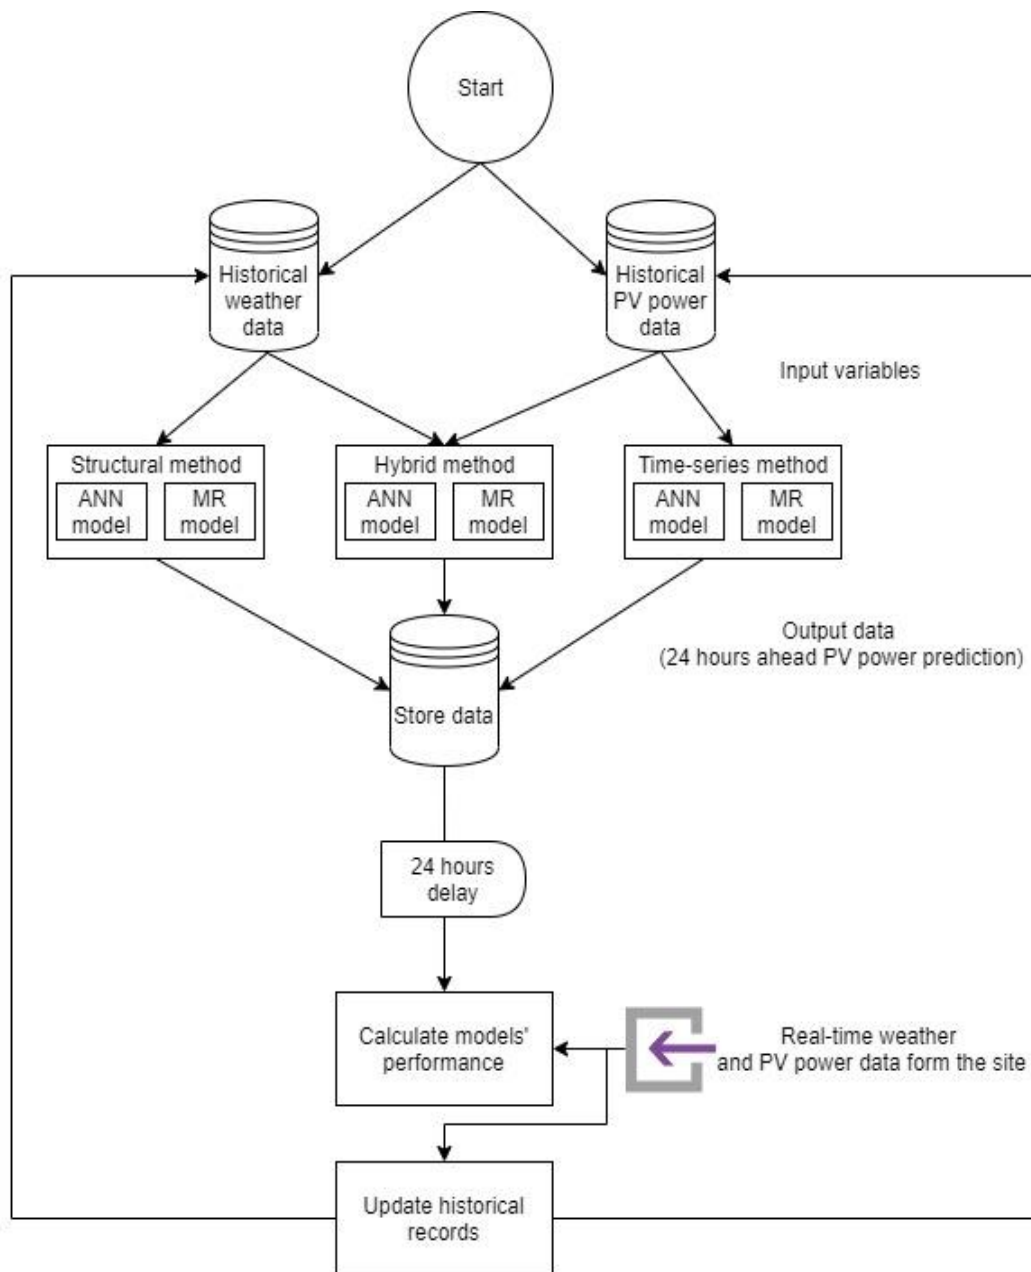 Start
Historical
weather
data
Historical
PV power
data
Input variables
Structural method
ANN
model
MR
model
Hybrid method
ANN
model
MR
model
Time-series method
ANN
model
MR
model
Output data
(24 hours ahead PV power prediction)
Store data
24 hours
delay
Calculate models'
performance
Real-time weather
and PV power data form the site
Update historical
records